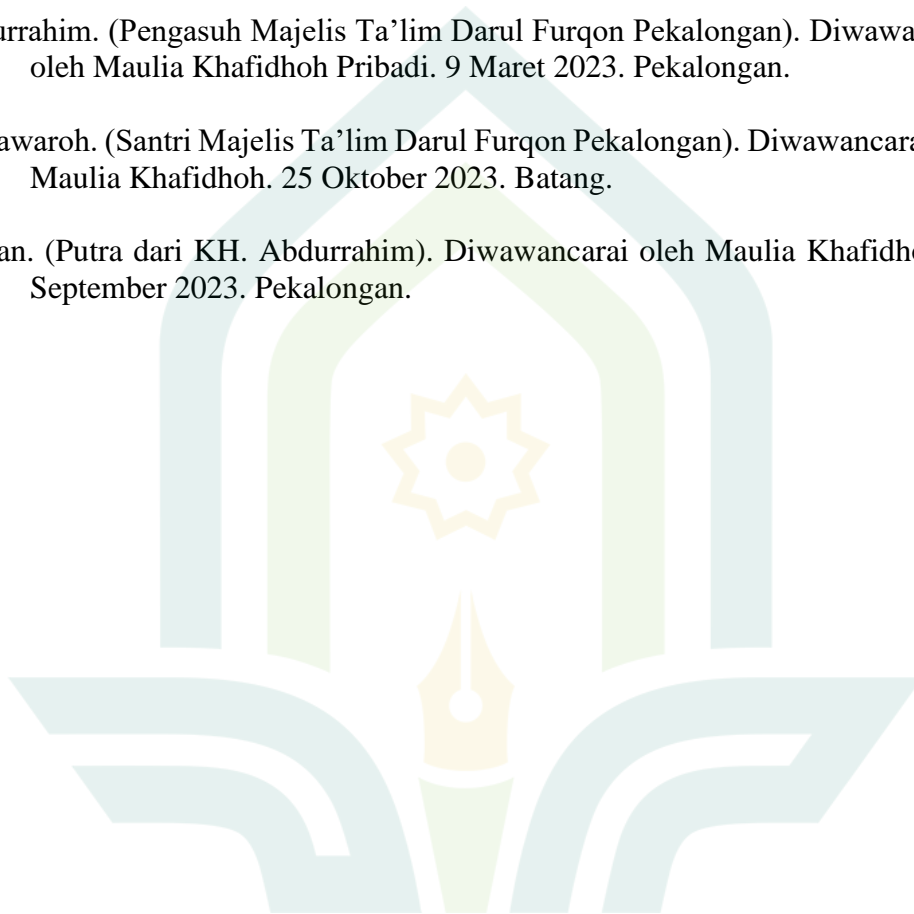 urrahim. (Pengasuh Majelis Ta’lim Darul Furqon Pekalongan). Diwawa
oleh Maulia Khafidhoh Pribadi. 9 Maret 2023. Pekalongan.
awaroh. (Santri Majelis Ta’lim Darul Furqon Pekalongan). Diwawancara
Maulia Khafidhoh. 25 Oktober 2023. Batang.
an. (Putra dari KH. Abdurrahim). Diwawancarai oleh Maulia Khafidho
September 2023. Pekalongan.